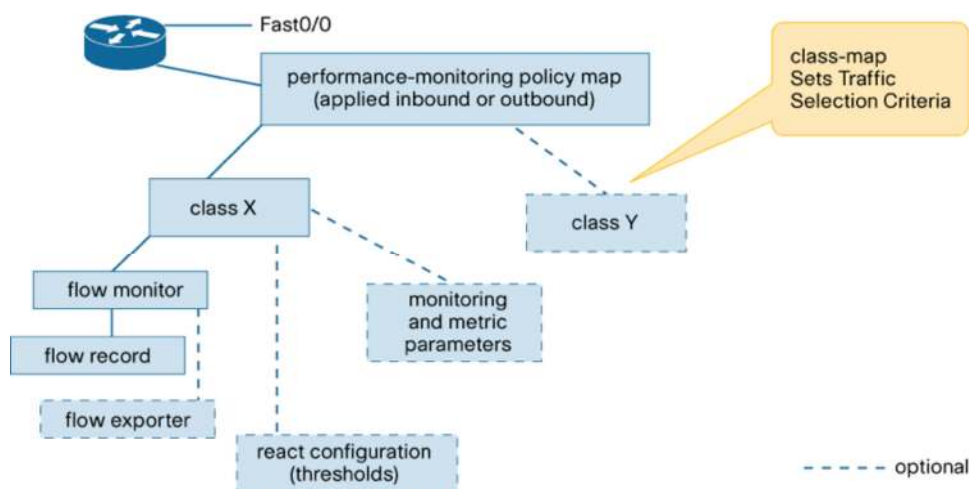 Fast0/0
performance-monitoring policy map
(applied inbound or outbound)
class-map
Sets Traffic
Selection Criteria
class X
class Y
flow monitor
monitoring
and metric
parameters
flow record
flow exporter
react configuration
(thresholds)
optional